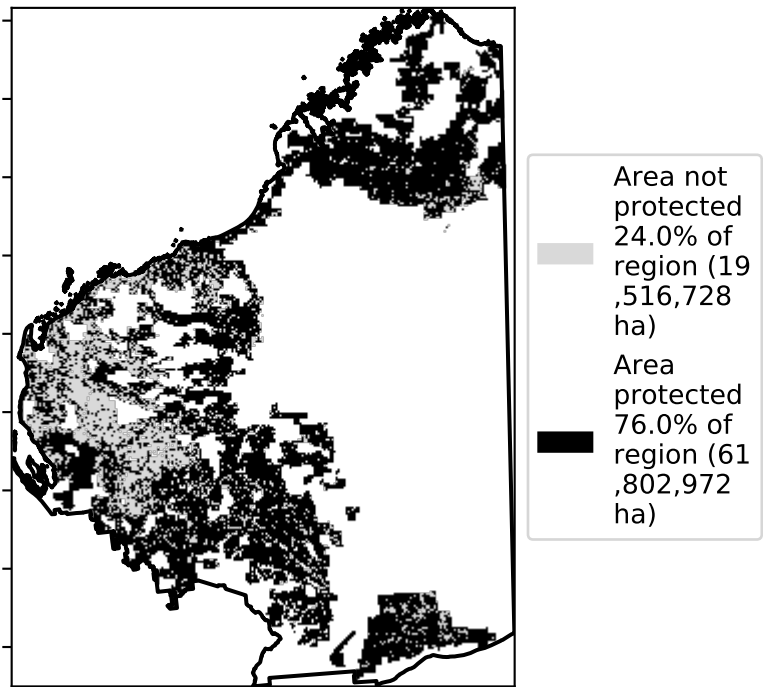 Area not
protected
24.0% of
region (19
,516,728
ha)
Area
protected
76.0% of
region (61
,802,972
ha)